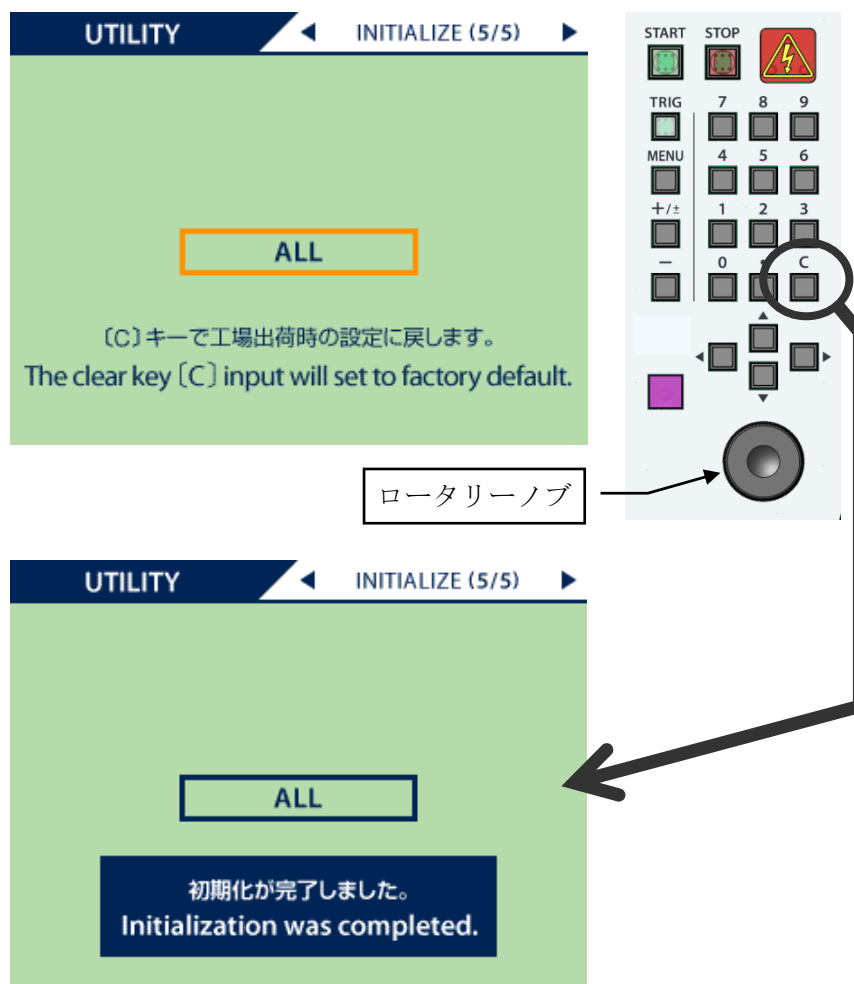 UTILITY ◀ INITIALIZE (5/5) ▶
ALL
〔C〕キーで工場出荷時の設定に戻します。
The clear key〔C〕input will set to factory default.
START STOP
TRIG 7 8 9
MENU 4 5 6
+/± 1 2 3
− 0 • C
▲
◀ ▶
▼
ロータリーノブ
UTILITY ◀ INITIALIZE (5/5) ▶
ALL
初期化が完了しました。
Initialization was completed.